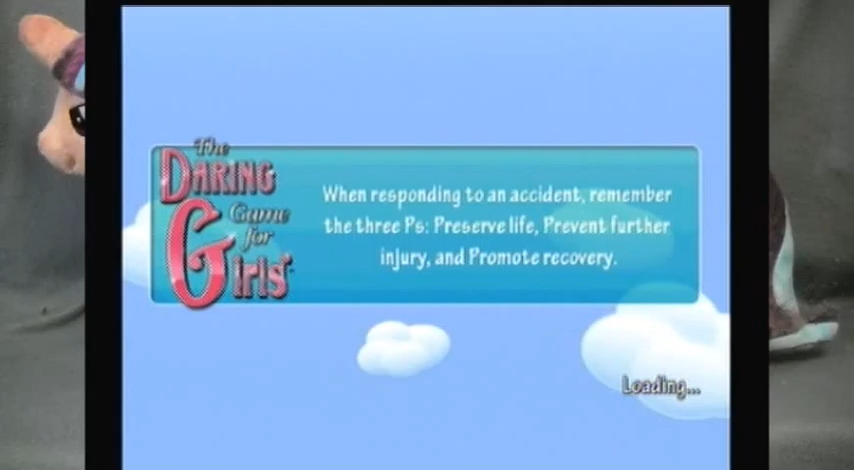 The
DARING
Game
for
Girls
When responding to an accident, remember
the three Ps: Preserve life, Prevent further
injury, and Promote recovery.
Loading...